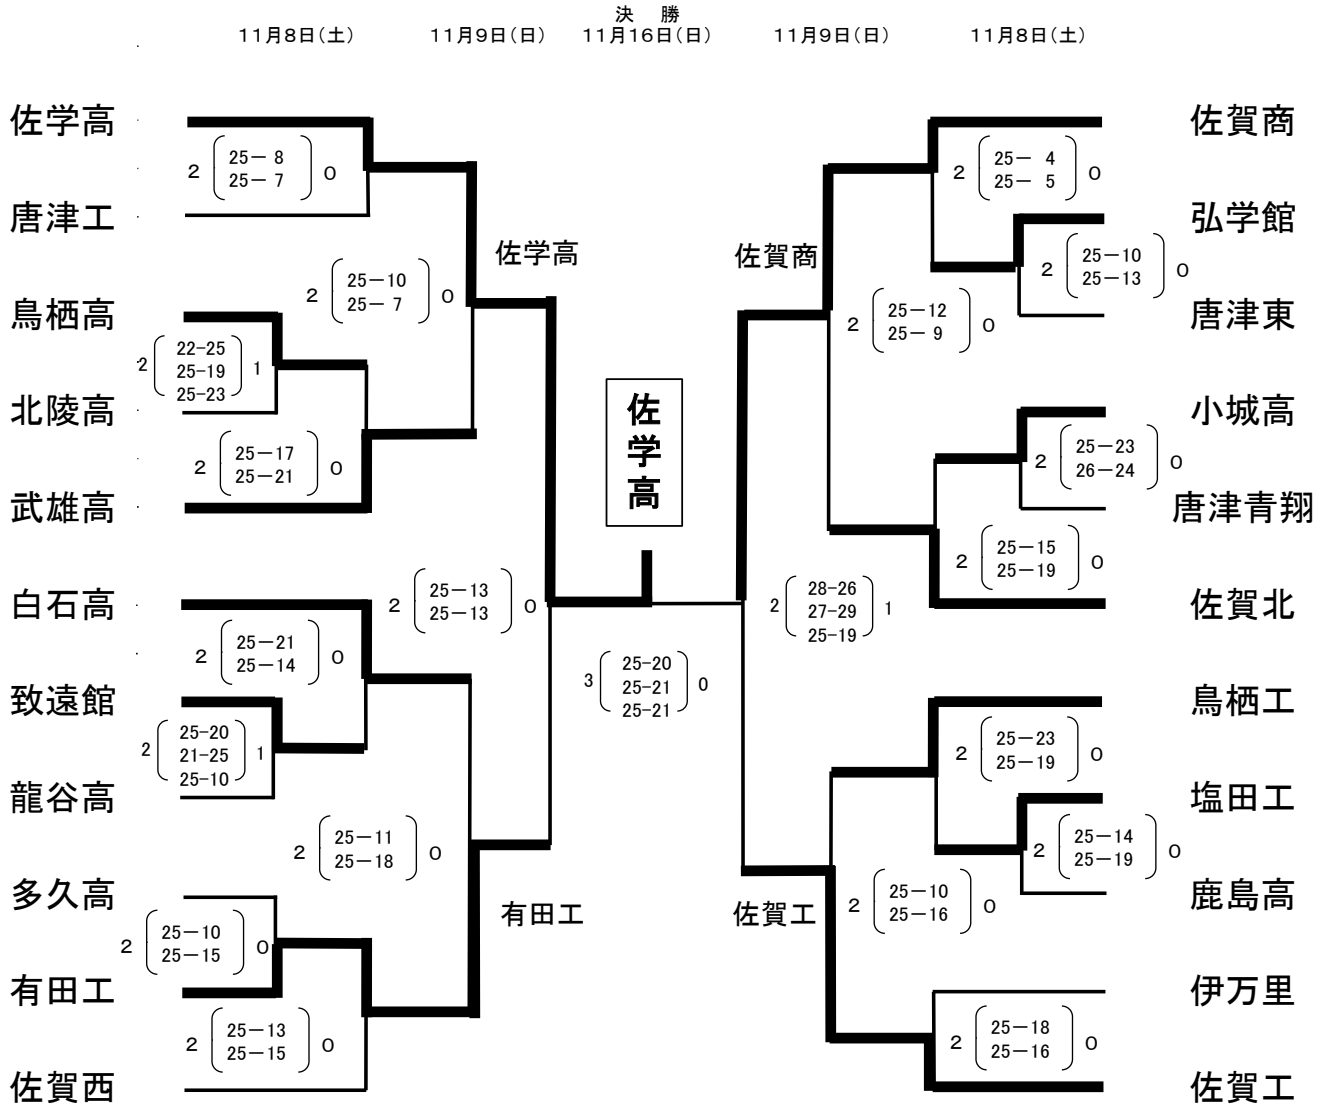 決　勝
11月8日(土)
11月9日(日)
11月16日(日)
11月9日(日)
11月8日(土)
佐学高
唐津工
鳥栖高
北陵高
武雄高
白石高
致遠館
龍谷高
多久高
有田工
佐賀西
2 25－ 8 0
25－ 7
2 22-25 1
25-19
25-23
2 25－17 0
25－21
2 25－21 0
25－14
2 25-20 1
21-25
25-10
2 25－10 0
25－15
2 25－13 0
25－15
2 25－10 0
25－ 7
2 25－11 0
25－18
佐学高
有田工
2 25－13 0
25－13
佐学高
3 25-20 0
25-21
25-21
佐賀商
佐賀工
2 28-26 1
27-29
25-19
2 25－12 0
25－ 9
2 25－10 0
25－16
2 25－ 4 0
25－ 5
2 25－10 0
25－13
2 25－23 0
26－24
2 25－15 0
25－19
2 25－23 0
25－19
2 25－14 0
25－19
2 25－18 0
25－16
佐賀商
弘学館
唐津東
小城高
唐津青翔
佐賀北
鳥栖工
塩田工
鹿島高
伊万里
佐賀工